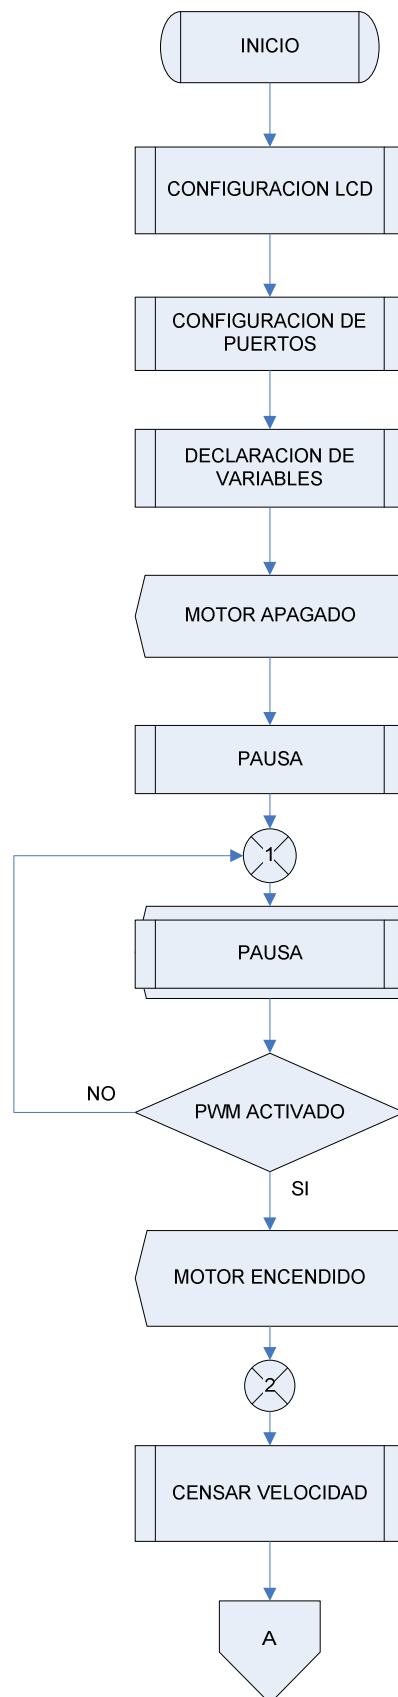 INICIO
CONFIGURACION LCD
CONFIGURACION DE
PUERTOS
DECLARACION DE
VARIABLES
MOTOR APAGADO
PAUSA
1
PAUSA
NO
PWM ACTIVADO
SI
MOTOR ENCENDIDO
2
CENSAR VELOCIDAD
A